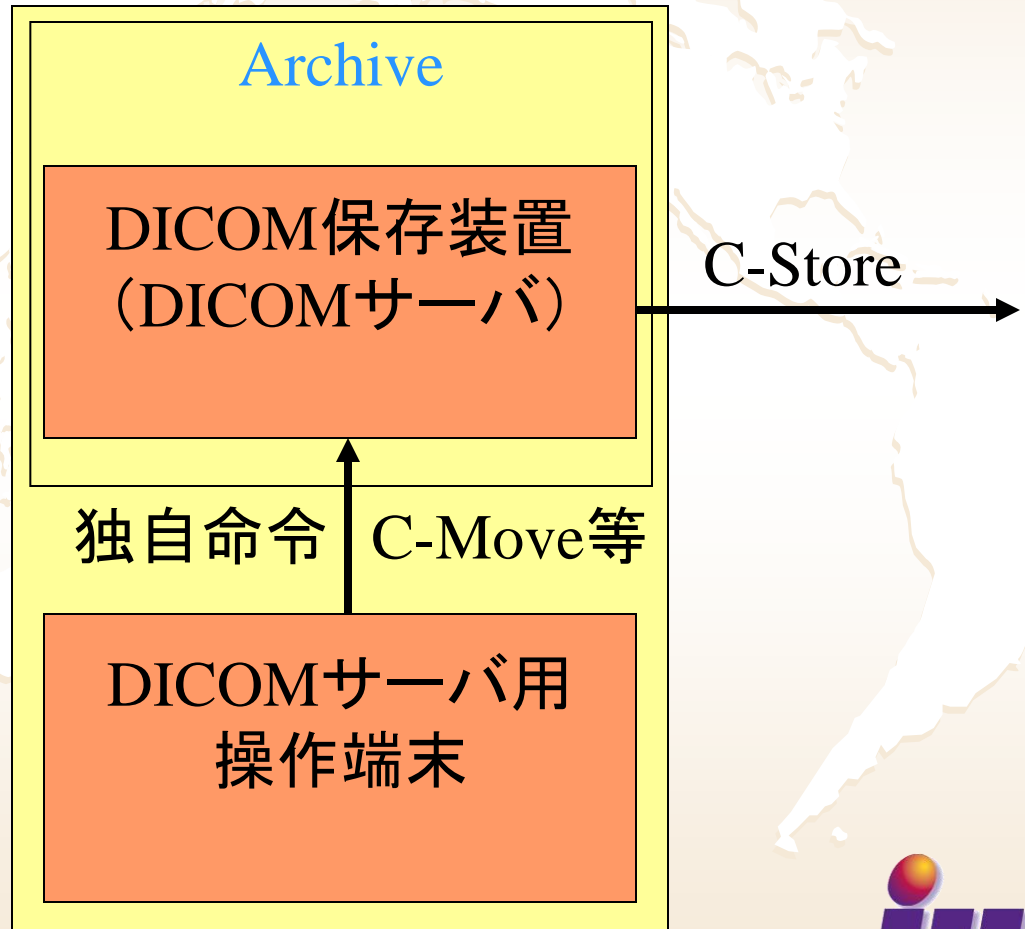 Archive
DICOM保存装置
（DICOMサーバ）
C-Store
独自命令 C-Move等
DICOMサーバ用
操作端末